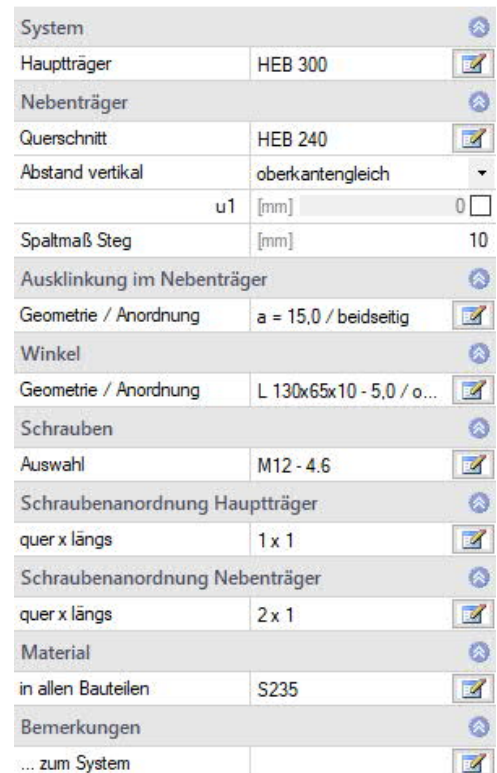 System
Hauptträger HEB 300
Nebenträger
Querschnitt HEB 240
Abstand vertikal oberkantengleich
u1 [mm] 0
Spaltmaß Steg [mm] 10
Ausklinkung im Nebenträger
Geometrie / Anordnung a = 15,0 / beidseitig
Winkel
Geometrie / Anordnung L 130x65x10 - 5,0 / o...
Schrauben
Auswahl M12 - 4.6
Schraubenanordnung Hauptträger
quer x längs 1 x 1
Schraubenanordnung Nebenträger
quer x längs 2 x 1
Material
in allen Bauteilen S235
Bemerkungen
... zum System